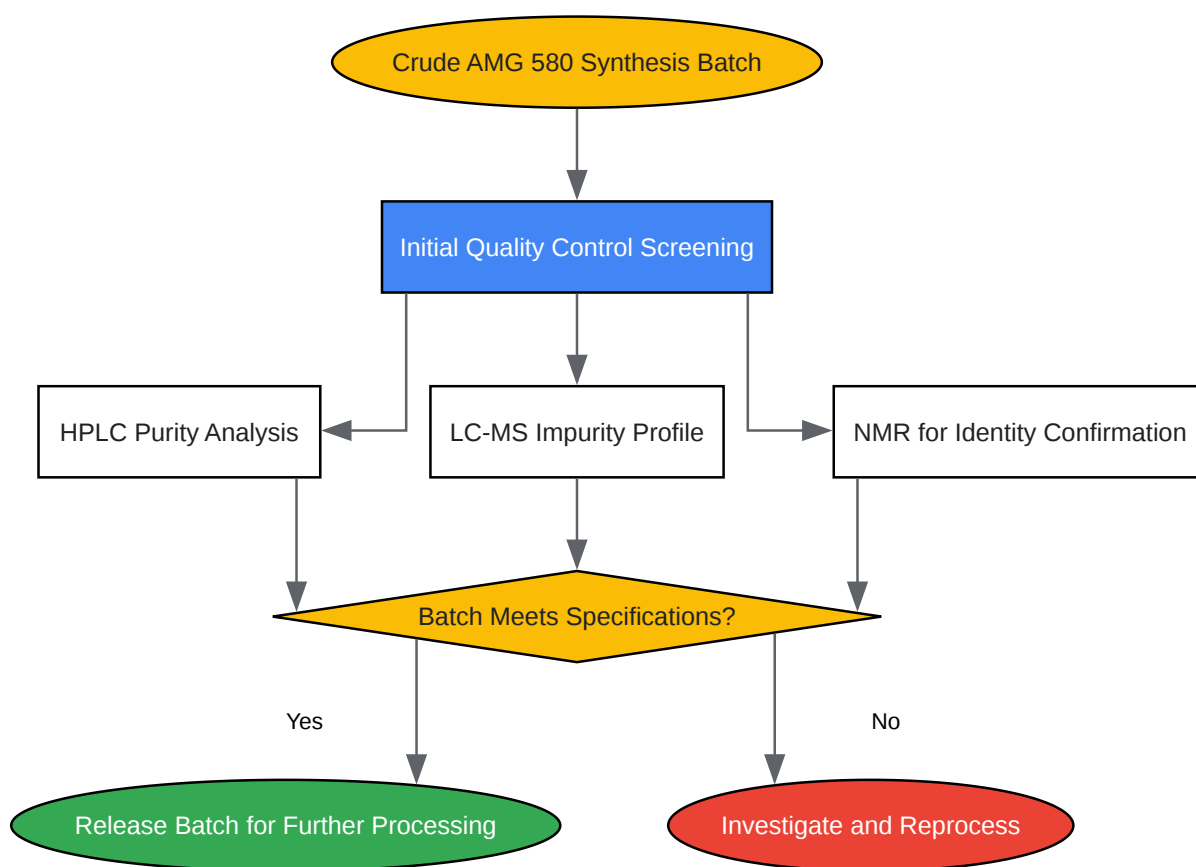 Crude AMG 580 Synthesis Batch
Initial Quality Control Screening
HPLC Purity Analysis
LC-MS Impurity Profile
NMR for Identity Confirmation
Batch Meets Specifications?
Yes
No
Release Batch for Further Processing
Investigate and Reprocess